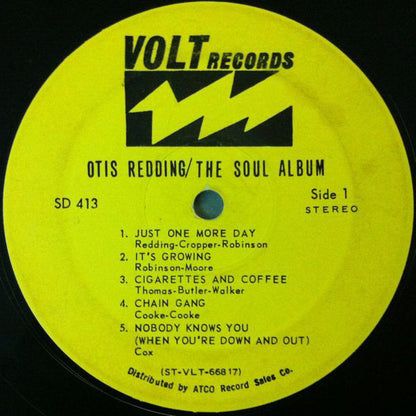 VOLT RECORDS
OTIS REDDING/THE SOUL ALBUM
SD 413
Side 1
STEREO
1. JUST ONE MORE DAY
Redding-Cropper-Robinson
2. IT'S GROWING
Robinson-Moore
3. CIGARETTES AND COFFEE
Thomas-Butler-Walker
4. CHAIN GANG
Cooke-Cooke
5. NOBODY KNOWS YOU
(WHEN YOU'RE DOWN AND OUT)
Cox
(ST-VLT-66817)
Distributed by ATCO Record Sales Co.